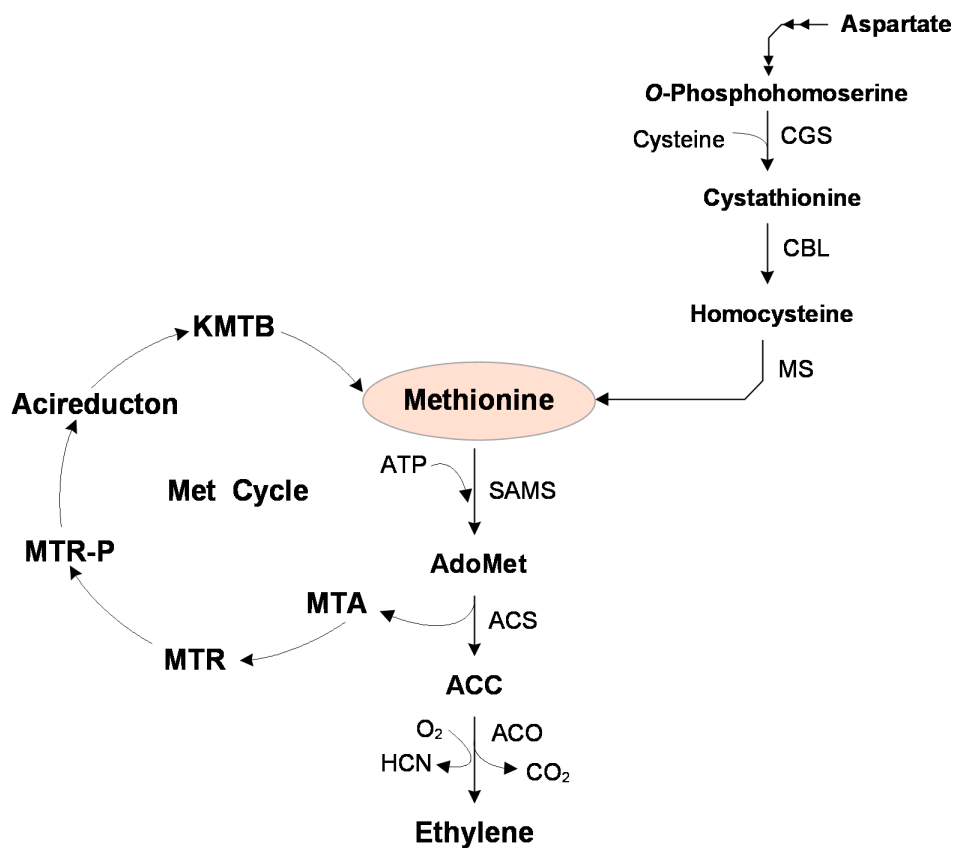 Aspartate
O-Phosphohomoserine
Cysteine
CGS
Cystathionine
CBL
Homocysteine
MS
KMTB
Methionine
Acireducton
ATP
SAMS
Met Cycle
AdoMet
MTR-P
MTA
ACS
MTR
ACC
O₂
ACO
HCN
CO₂
Ethylene